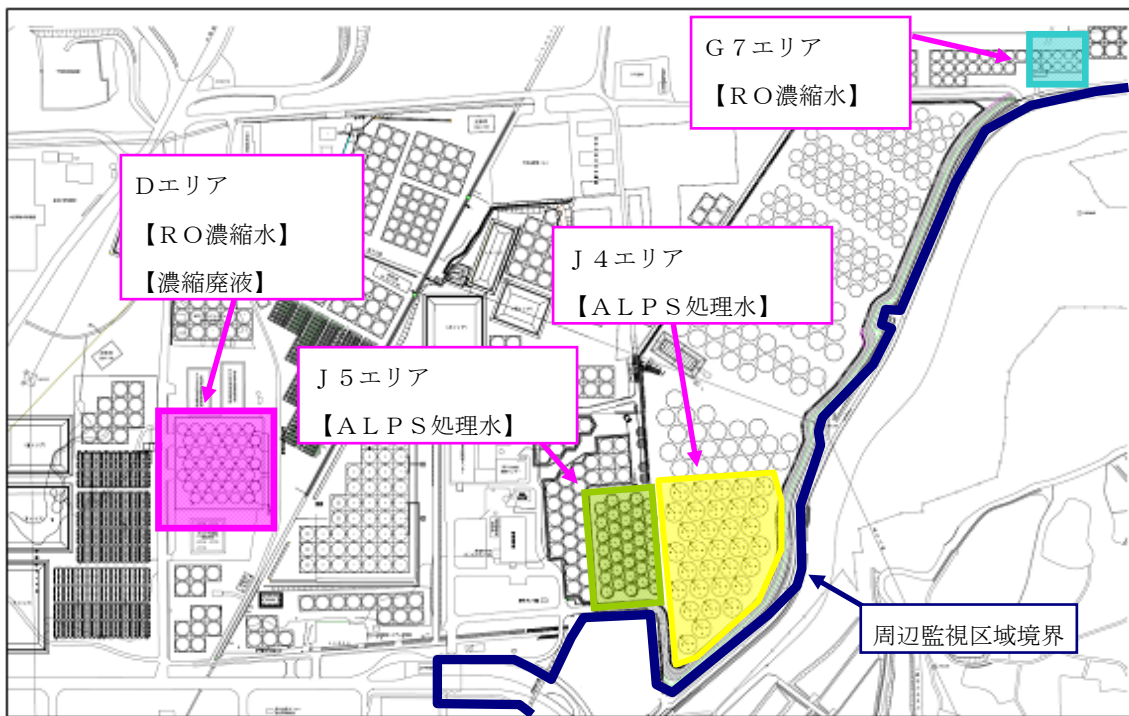 G7エリア
【RO濃縮水】
Dエリア
【RO濃縮水】
【濃縮廃液】
J4エリア
【ALPS処理水】
J5エリア
【ALPS処理水】
周辺監視区域境界